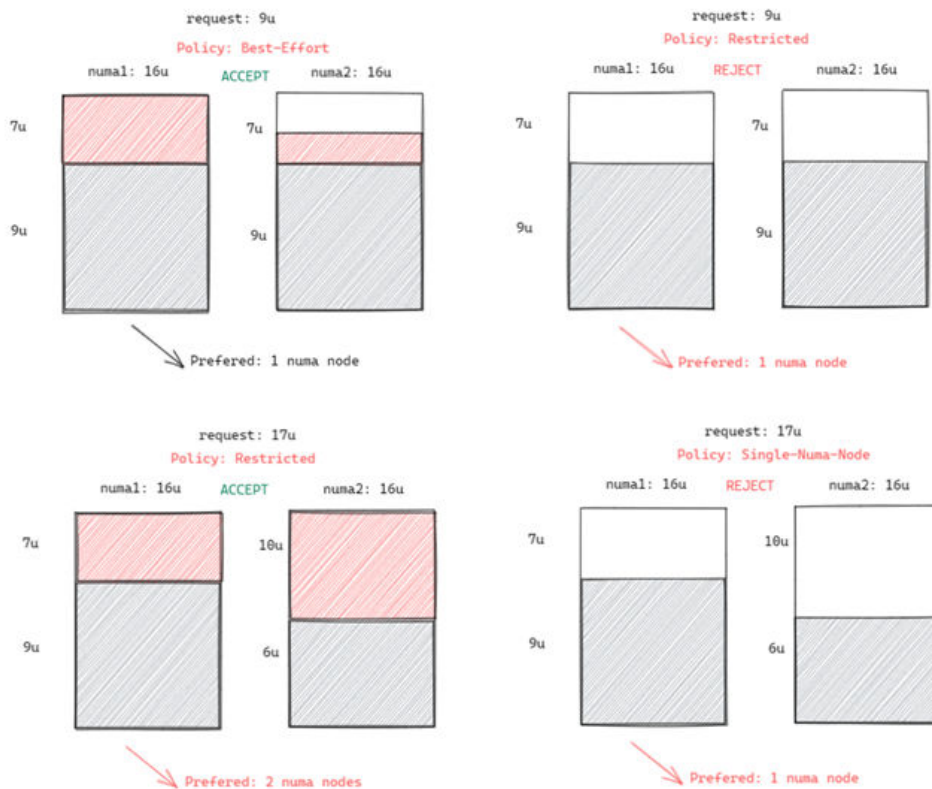 request: 9u
Policy: Best-Effort
numa1: 16u
ACCEPT
numa2: 16u
7u
7u
9u
9u
Prefered: 1 numa node
request: 9u
Policy: Restricted
numa1: 16u
REJECT
numa2: 16u
7u
7u
9u
9u
Prefered: 1 numa node
request: 17u
Policy: Restricted
numa1: 16u
ACCEPT
numa2: 16u
7u
10u
9u
6u
Prefered: 2 numa nodes
request: 17u
Policy: Single-Numa-Node
numa1: 16u
REJECT
numa2: 16u
7u
10u
9u
6u
Prefered: 1 numa node